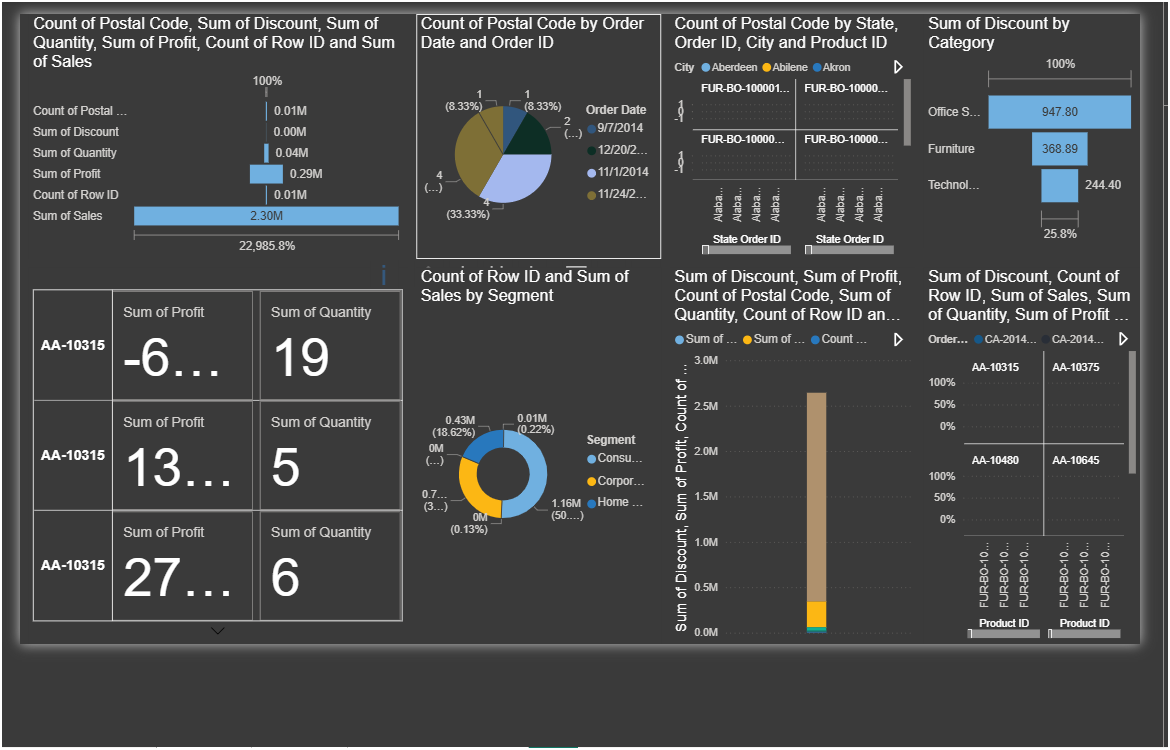 Count of Postal Code, Sum of Discount, Sum of
Quantity, Sum of Profit, Count of Row ID and Sum
of Sales
100%
Count of Postal ...
0.01M
Sum of Discount
0.00M
Sum of Quantity
0.04M
Sum of Profit
0.29M
Count of Row ID
0.01M
Sum of Sales
2.30M
22,985.8%
Count of Postal Code by Order
Date and Order ID
1
(8.33%)
1
(8.33%)
2
(...)
4
(...)
4
(33.33%)
Order Date
9/7/2014
12/20/2...
11/1/2014
11/24/2...
Count of Postal Code by State,
Order ID, City and Product ID
City Aberdeen Abilene Akron
FUR-BO-100001...
FUR-BO-10000...
1
0
-1
FUR-BO-10000...
FUR-BO-10000...
1
0
-1
Alaba...
Alaba...
Alaba...
Alaba...
Alaba...
Alaba...
Alaba...
Alaba...
State Order ID
State Order ID
Sum of Discount by
Category
100%
Office S...
947.80
Furniture
368.89
Technol...
244.40
25.8%
i
AA-10315
Sum of Profit
-6...
Sum of Quantity
19
AA-10315
Sum of Profit
13...
Sum of Quantity
5
AA-10315
Sum of Profit
27...
Sum of Quantity
6
Count of Row ID and Sum of
Sales by Segment
0.43M
(18.62%)
0.01M
(0.22%)
0M
(...)
0.7...
(3...)
0M
(0.13%)
1.16M
(50....)
Segment
Consu...
Corpor...
Home ...
Sum of Discount, Sum of Profit,
Count of Postal Code, Sum of
Quantity, Count of Row ID an...
Sum of ... Sum of ... Count ...
Sum of Discount, Sum of Profit, Count of ...
3.0M
2.5M
2.0M
1.5M
1.0M
0.5M
0.0M
Sum of Discount, Count of
Row ID, Sum of Sales, Sum
of Quantity, Sum of Profit ...
Order... CA-2014... CA-2014...
AA-10315
AA-10375
100%
50%
0%
AA-10480
AA-10645
100%
50%
0%
FUR-BO-10...
FUR-BO-10...
FUR-BO-10...
FUR-BO-10...
FUR-BO-10...
FUR-BO-10...
Product ID
Product ID